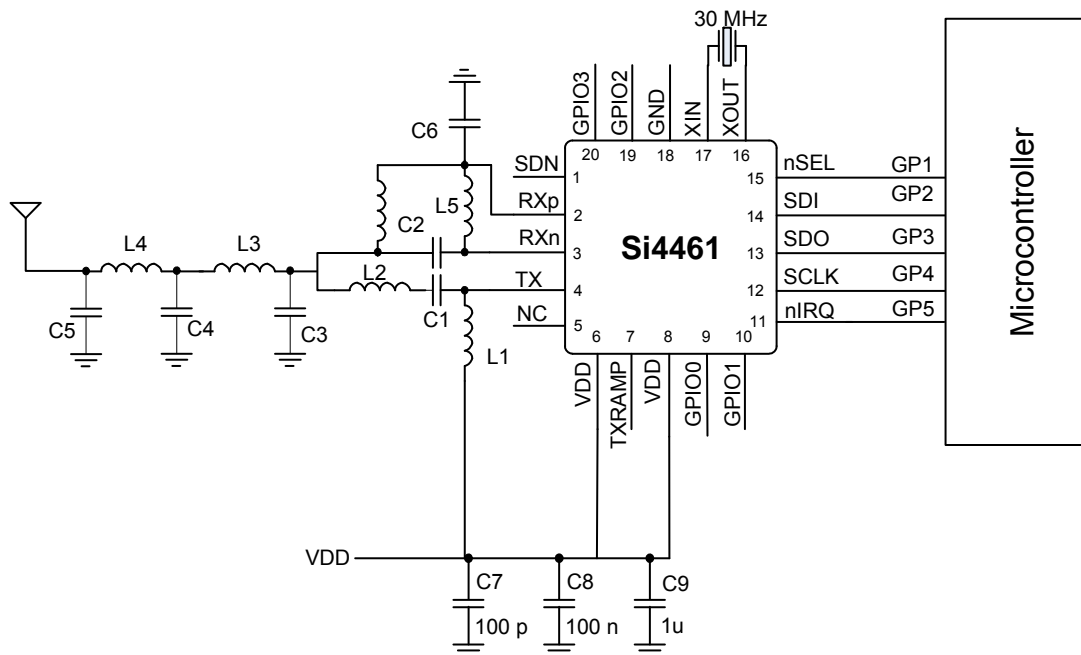 30 MHz
GPIO3
GPIO2
GND
XIN
XOUT
C6
20
19
18
17
16
SDN
1
nSEL
GP1
15
RXp
2
L5
SDI
GP2
14
C2
RXn
3
Si4461
SDO
GP3
13
L4
L3
L2
TX
4
SCLK
GP4
12
C1
NC
5
nIRQ
GP5
11
C5
C4
C3
L1
6
7
8
9
10
VDD
TXRAMP
VDD
GPIO0
GPIO1
Microcontroller
VDD
C7
C8
C9
100 p
100 n
1u